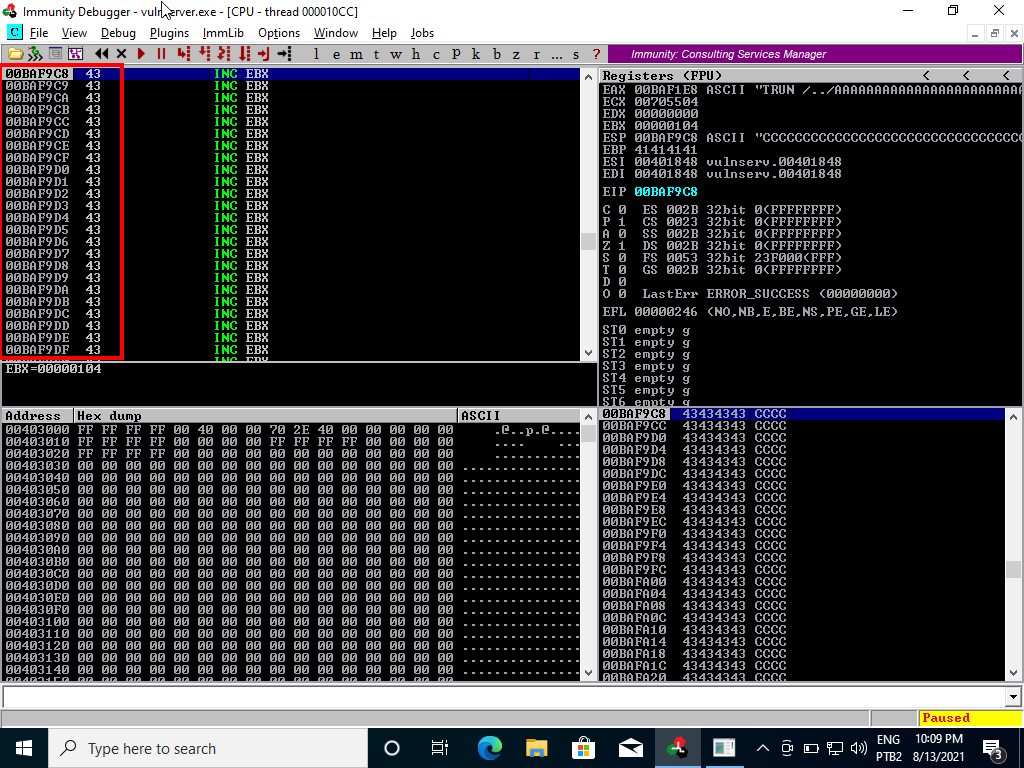 Immunity Debugger - vulnserver.exe - [CPU - thread 000010CC]
C File View Debug Plugins ImmLib Options Window Help Jobs
l e m t w h c P k b z r ... s ? Immunity: Consulting Services Manager
00BAF9C8 43 INC EBX
00BAF9C9 43 INC EBX
00BAF9CA 43 INC EBX
00BAF9CB 43 INC EBX
00BAF9CC 43 INC EBX
00BAF9CD 43 INC EBX
00BAF9CE 43 INC EBX
00BAF9CF 43 INC EBX
00BAF9D0 43 INC EBX
00BAF9D1 43 INC EBX
00BAF9D2 43 INC EBX
00BAF9D3 43 INC EBX
00BAF9D4 43 INC EBX
00BAF9D5 43 INC EBX
00BAF9D6 43 INC EBX
00BAF9D7 43 INC EBX
00BAF9D8 43 INC EBX
00BAF9D9 43 INC EBX
00BAF9DA 43 INC EBX
00BAF9DB 43 INC EBX
00BAF9DC 43 INC EBX
00BAF9DD 43 INC EBX
00BAF9DE 43 INC EBX
00BAF9DF 43 INC EBX
EBX=00000104
Registers (FPU) < < <
EAX 00BAF1E8 ASCII "TRUN /../AAAAAAAAAAAAAAAAAAAAAAAA
ECX 00705504
EDX 00000000
EBX 00000104
ESP 00BAF9C8 ASCII "CCCCCCCCCCCCCCCCCCCCCCCCCCCCCCCCC
EBP 41414141
ESI 00401848 vulnserv.00401848
EDI 00401848 vulnserv.00401848
EIP 00BAF9C8
C 0 ES 002B 32bit 0(FFFFFFFF)
P 1 CS 0023 32bit 0(FFFFFFFF)
A 0 SS 002B 32bit 0(FFFFFFFF)
Z 1 DS 002B 32bit 0(FFFFFFFF)
S 0 FS 0053 32bit 23F000(FFF)
T 0 GS 002B 32bit 0(FFFFFFFF)
D 0
O 0 LastErr ERROR_SUCCESS (00000000)
EFL 00000246 (NO,NB,E,BE,NS,PE,GE,LE)
ST0 empty g
ST1 empty g
ST2 empty g
ST3 empty g
ST4 empty g
ST5 empty g
ST6 empty g
Address Hex dump ASCII
00403000 FF FF FF FF 00 40 00 00 70 2E 40 00 00 00 00 00 .@..p.@.....
00403010 FF FF FF FF 00 00 00 00 FF FF FF FF 00 00 00 00
00403020 FF FF FF FF 00 00 00 00 00 00 00 00 00 00 00 00
00403030 00 00 00 00 00 00 00 00 00 00 00 00 00 00 00 00
00403040 00 00 00 00 00 00 00 00 00 00 00 00 00 00 00 00
00403050 00 00 00 00 00 00 00 00 00 00 00 00 00 00 00 00
00403060 00 00 00 00 00 00 00 00 00 00 00 00 00 00 00 00
00403070 00 00 00 00 00 00 00 00 00 00 00 00 00 00 00 00
00403080 00 00 00 00 00 00 00 00 00 00 00 00 00 00 00 00
00403090 00 00 00 00 00 00 00 00 00 00 00 00 00 00 00 00
004030A0 00 00 00 00 00 00 00 00 00 00 00 00 00 00 00 00
004030B0 00 00 00 00 00 00 00 00 00 00 00 00 00 00 00 00
004030C0 00 00 00 00 00 00 00 00 00 00 00 00 00 00 00 00
004030D0 00 00 00 00 00 00 00 00 00 00 00 00 00 00 00 00
004030E0 00 00 00 00 00 00 00 00 00 00 00 00 00 00 00 00
004030F0 00 00 00 00 00 00 00 00 00 00 00 00 00 00 00 00
00403100 00 00 00 00 00 00 00 00 00 00 00 00 00 00 00 00
00403110 00 00 00 00 00 00 00 00 00 00 00 00 00 00 00 00
00403120 00 00 00 00 00 00 00 00 00 00 00 00 00 00 00 00
00403130 00 00 00 00 00 00 00 00 00 00 00 00 00 00 00 00
00403140 00 00 00 00 00 00 00 00 00 00 00 00 00 00 00 00
00BAF9C8 43434343 CCCC
00BAF9CC 43434343 CCCC
00BAF9D0 43434343 CCCC
00BAF9D4 43434343 CCCC
00BAF9D8 43434343 CCCC
00BAF9DC 43434343 CCCC
00BAF9E0 43434343 CCCC
00BAF9E4 43434343 CCCC
00BAF9E8 43434343 CCCC
00BAF9EC 43434343 CCCC
00BAF9F0 43434343 CCCC
00BAF9F4 43434343 CCCC
00BAF9F8 43434343 CCCC
00BAF9FC 43434343 CCCC
00BAFA00 43434343 CCCC
00BAFA04 43434343 CCCC
00BAFA08 43434343 CCCC
00BAFA0C 43434343 CCCC
00BAFA10 43434343 CCCC
00BAFA14 43434343 CCCC
00BAFA18 43434343 CCCC
00BAFA1C 43434343 CCCC
00BAFA20 43434343 CCCC
Paused
Type here to search
ENG
PTB2
10:09 PM
8/13/2021
3